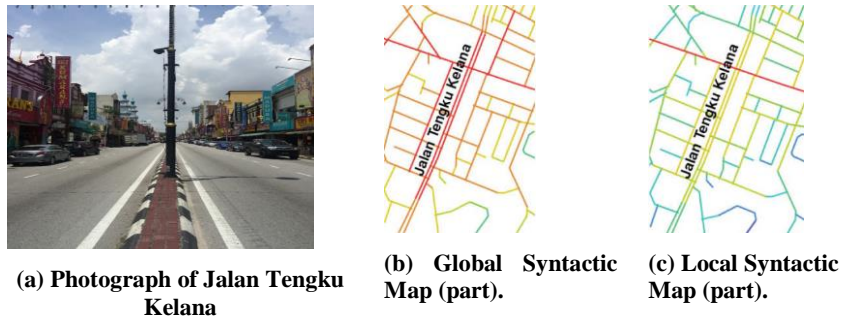 Jalan Tengku Kelana
Jalan Tengku Kelana
(a) Photograph of Jalan Tengku
Kelana
(b) Global Syntactic
Map (part).
(c) Local Syntactic
Map (part).